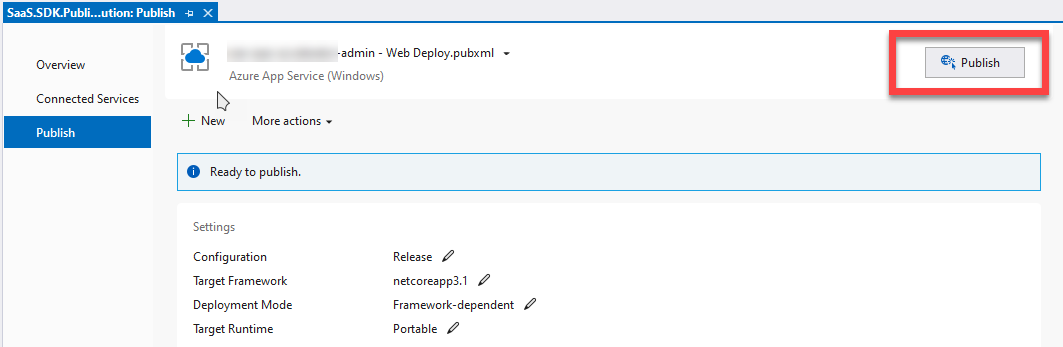 SaaS.SDK.Publi...ution: Publish
Overview
Connected Services
Publish
-admin - Web Deploy.pubxml
Azure App Service (Windows)
Publish
New
More actions
Ready to publish.
Settings
Configuration Release
Target Framework netcoreapp3.1
Deployment Mode Framework-dependent
Target Runtime Portable